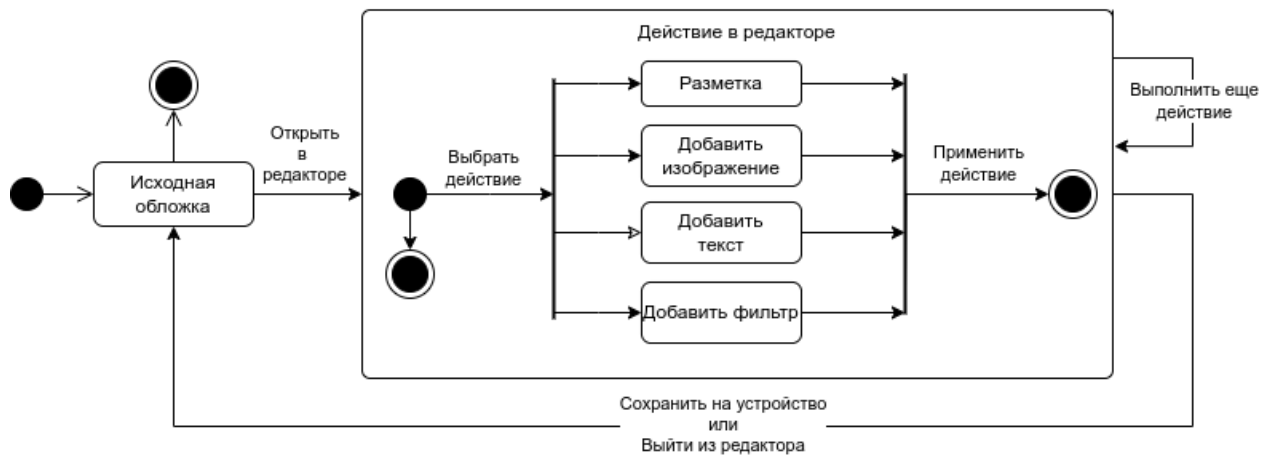 Действие в редакторе
Исходная
обложка
Открыть
в
редакторе
Выбрать
действие
Разметка
Добавить
изображение
Добавить
текст
Добавить фильтр
Применить
действие
Выполнить еще
действие
Сохранить на устройство
или
Выйти из редактора